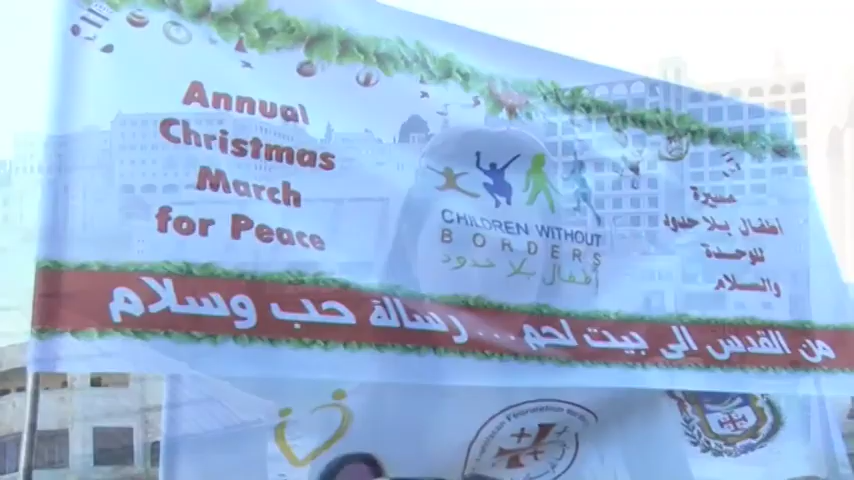 Annual
Christmas
March
for Peace
CHILDREN WITHOUT
BORDERS
أطفال بلا حدود
مسيرة
أطفال بلا حدود
للوحدة
والسلام
من القدس الى بيت لحم... رسالة حب وسلام